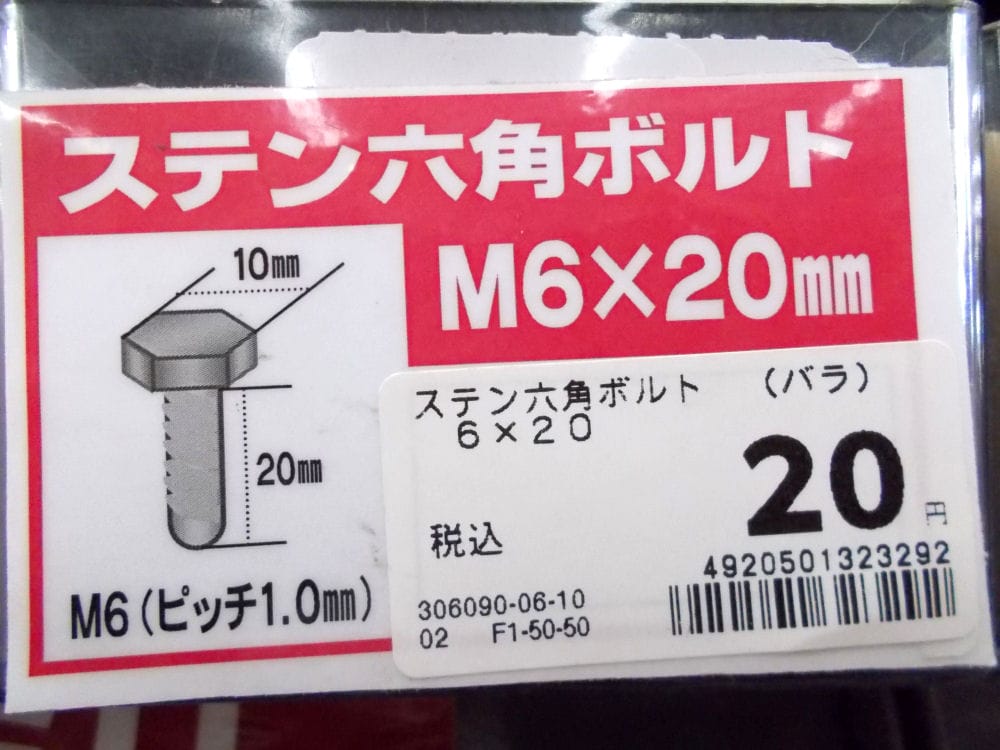 ステン六角ボルト
M6×20㎜
10㎜
20㎜
M6(ピッチ1.0㎜)
ステン六角ボルト (バラ)
6×20
20円
税込
4920501323292
306090-06-10
02 F1-50-50